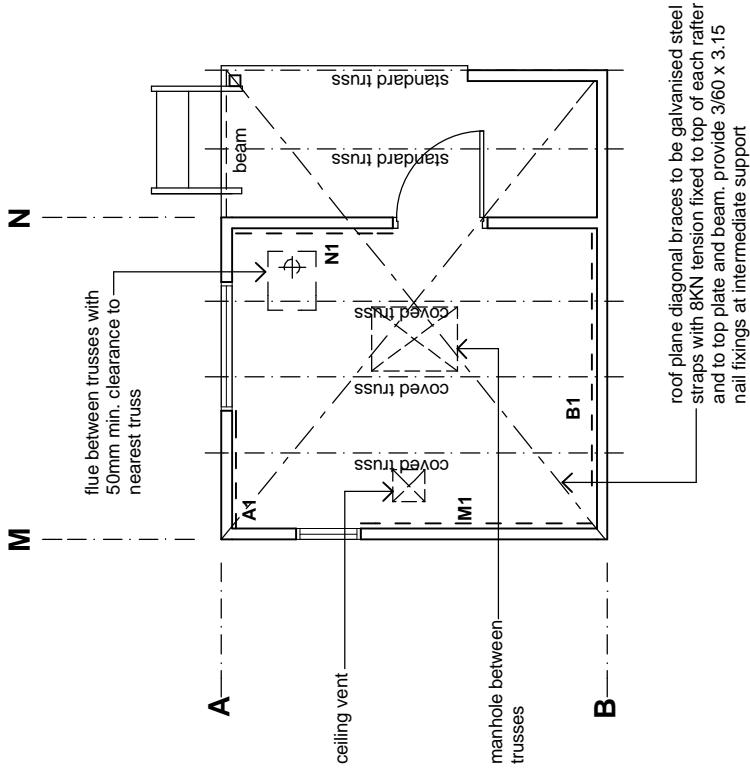 M
N
flue between trusses with
50mm min. clearance to
nearest truss
beam
standard truss
standard truss
N1
coved truss
coved truss
coved truss
A
A1
ceiling vent
M1
B1
manhole between
trusses
B
roof plane diagonal braces to be galvanised steel
straps with 8KN tension fixed to top of each rafter
and to top plate and beam. provide 3/60 x 3.15
nail fixings at intermediate support